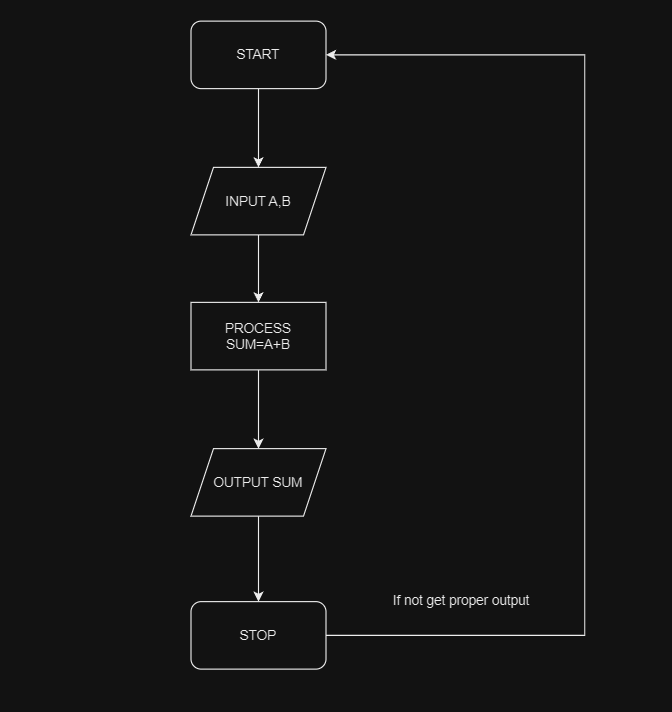 START
INPUT A,B
PROCESS
SUM=A+B
OUTPUT SUM
If not get proper output
STOP